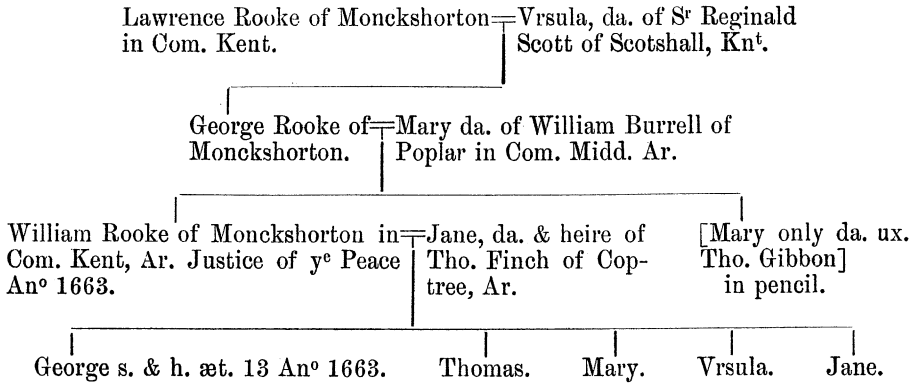 Lawrence Rooke of Monckshorton=Vrsula, da. of Sʳ Reginald
in Com. Kent. Scott of Scotshall, Knᵗ.
George Rooke of=Mary da. of William Burrell of
Monckshorton. Poplar in Com. Midd. Ar.
William Rooke of Monckshorton in=Jane, da. & heire of [Mary only da. ux.
Com. Kent, Ar. Justice of yᵉ Peace Tho. Finch of Cop- Tho. Gibbon]
Anᵒ 1663. tree, Ar. in pencil.
George s. & h. æt. 13 Anᵒ 1663. Thomas. Mary. Vrsula. Jane.